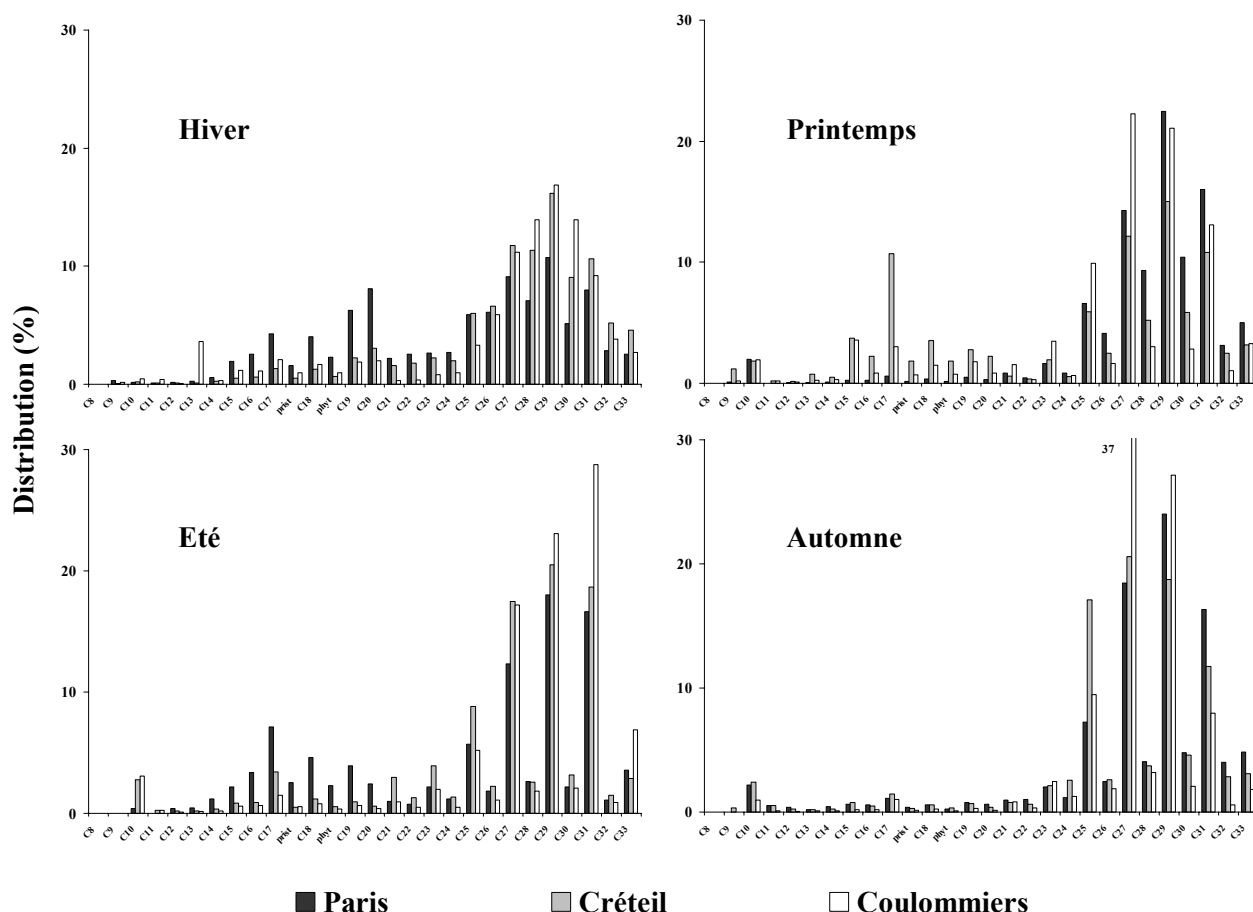 Distribution (%)
30
20
10
0
Hiver
C8 C9 C10 C11 C12 C13 C14 C15 C16 C17 prist C18 phyt C19 C20 C21 C22 C23 C24 C25 C26 C27 C28 C29 C30 C31 C32 C33
30
20
10
0
Printemps
C8 C9 C10 C11 C12 C13 C14 C15 C16 C17 prist C18 phyt C19 C20 C21 C22 C23 C24 C25 C26 C27 C28 C29 C30 C31 C32 C33
30
20
10
0
Eté
C8 C9 C10 C11 C12 C13 C14 C15 C16 C17 prist C18 phyt C19 C20 C21 C22 C23 C24 C25 C26 C27 C28 C29 C30 C31 C32 C33
30
20
10
0
37
Automne
C8 C9 C10 C11 C12 C13 C14 C15 C16 C17 prist C18 phyt C19 C20 C21 C22 C23 C24 C25 C26 C27 C28 C29 C30 C31 C32 C33
Paris Créteil Coulommiers